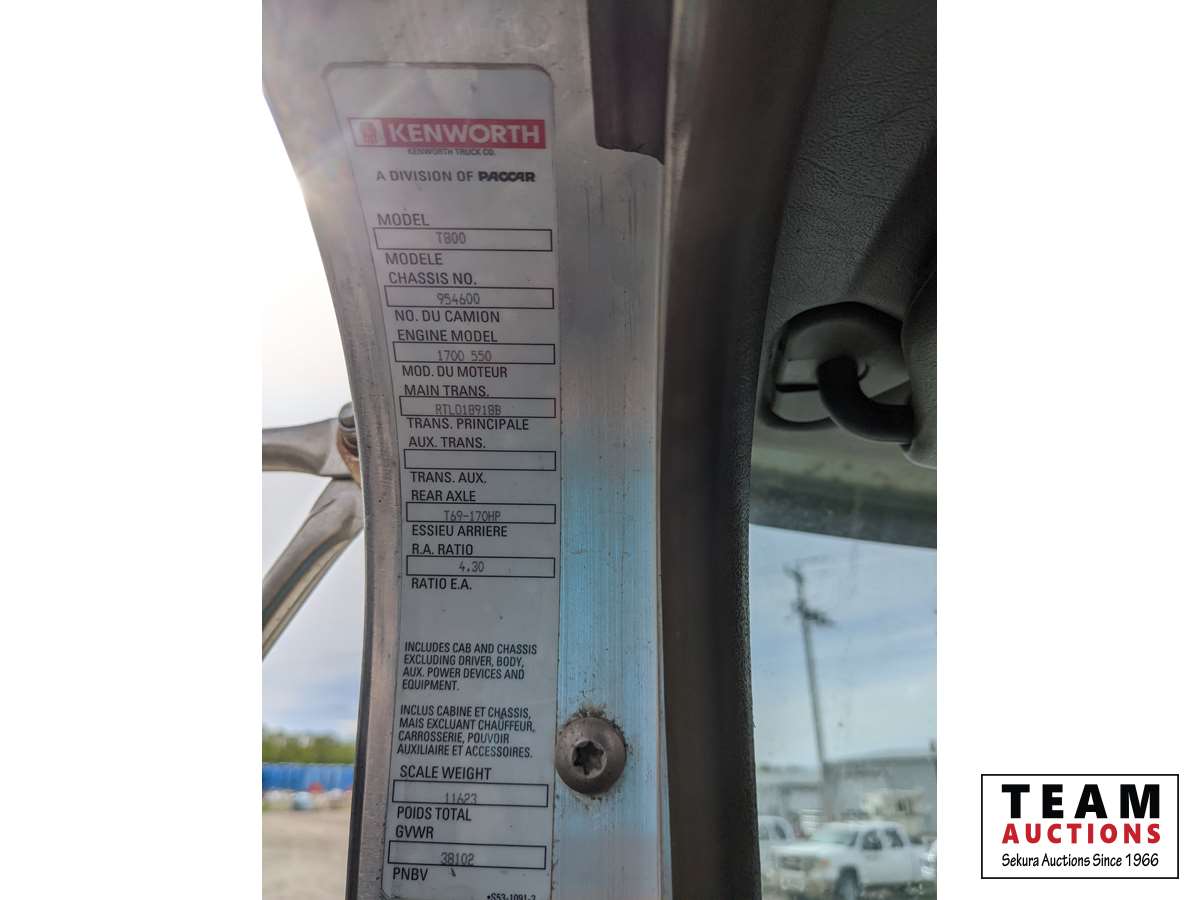 KENWORTH
KENWORTH TRUCK CO.
A DIVISION OF PACCAR
MODEL
T800
MODELE
CHASSIS NO.
954600
NO. DU CAMION
ENGINE MODEL
1700 550
MOD. DU MOTEUR
MAIN TRANS.
RTLO18918B
TRANS. PRINCIPALE
AUX. TRANS.
TRANS. AUX.
REAR AXLE
T69-170HP
ESSIEU ARRIERE
R.A. RATIO
4.30
RATIO E.A.
INCLUDES CAB AND CHASSIS
EXCLUDING DRIVER, BODY,
AUX. POWER DEVICES AND
EQUIPMENT.
INCLUS CABINE ET CHASSIS,
MAIS EXCLUANT CHAUFFEUR,
CARROSSERIE, POUVOIR
AUXILIAIRE ET ACCESSOIRES.
SCALE WEIGHT
11623
POIDS TOTAL
GVWR
38102
PNBV
*S53-1091-2
TEAM
AUCTIONS
Sekura Auctions Since 1966